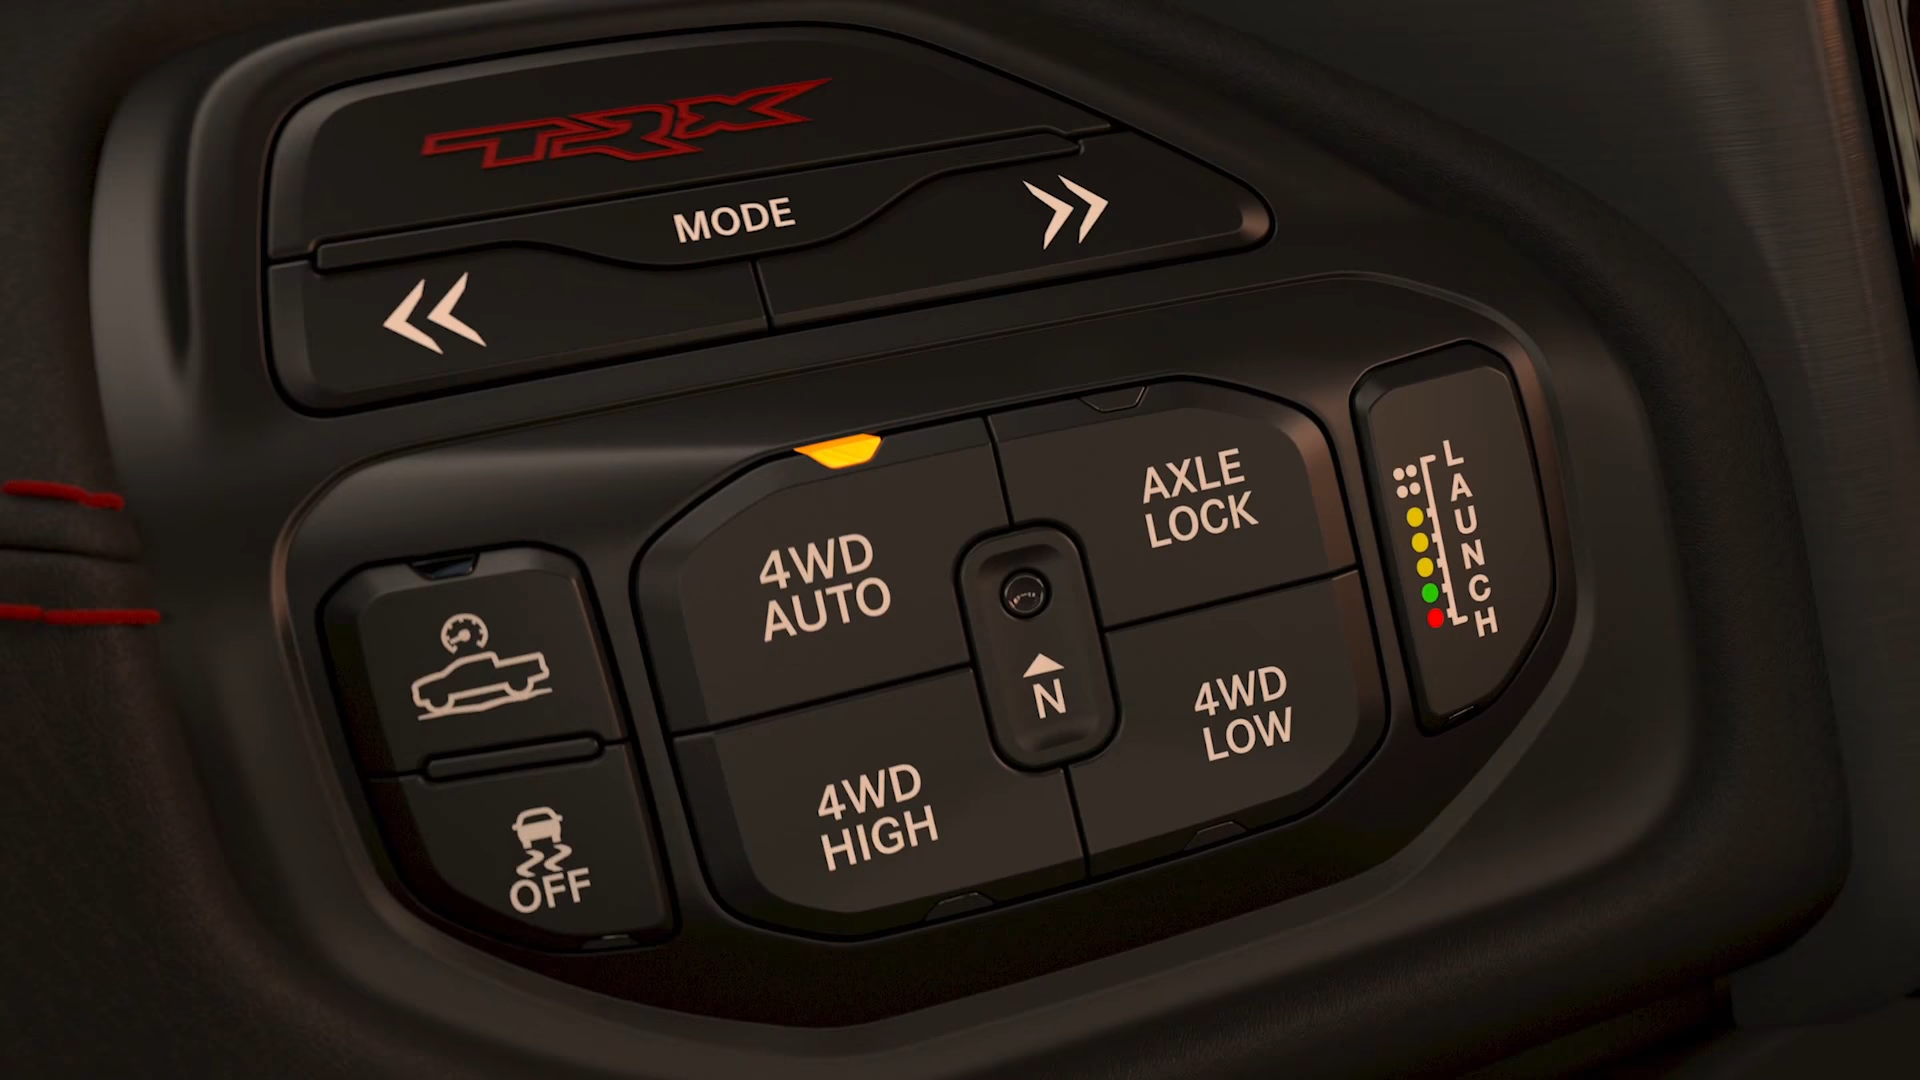 TRX
MODE
4WD
AUTO
AXLE
LOCK
LAUNCH
N
4WD
LOW
4WD
HIGH
OFF